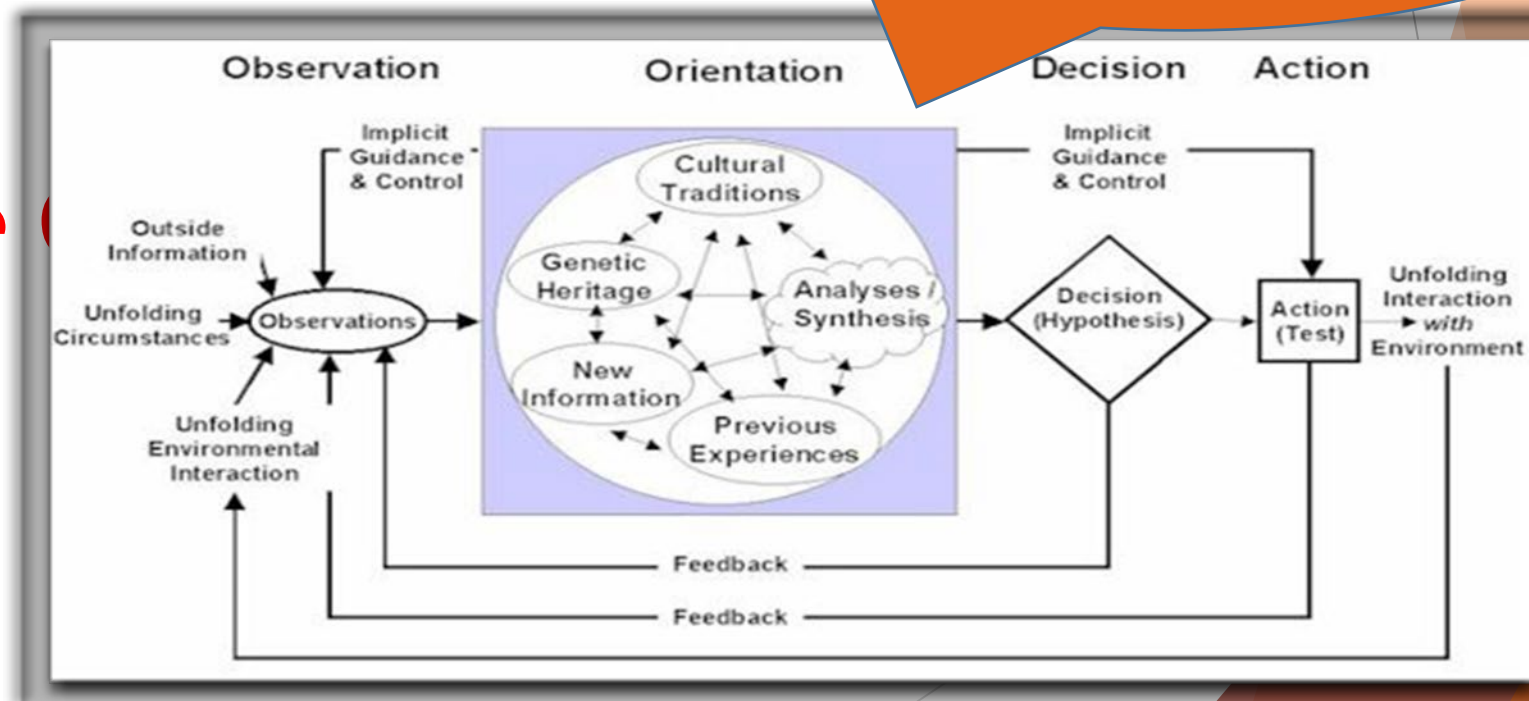 Observation
Orientation
Decision
Action
Implicit
Guidance
& Control
Outside
Information
Unfolding
Circumstances
Observations
Unfolding
Environmental
Interaction
Cultural
Traditions
Genetic
Heritage
Analyses /
Synthesis
New
Information
Previous
Experiences
Implicit
Guidance
& Control
Decision
(Hypothesis)
Action
(Test)
Unfolding
Interaction
with
Environment
Feedback
Feedback